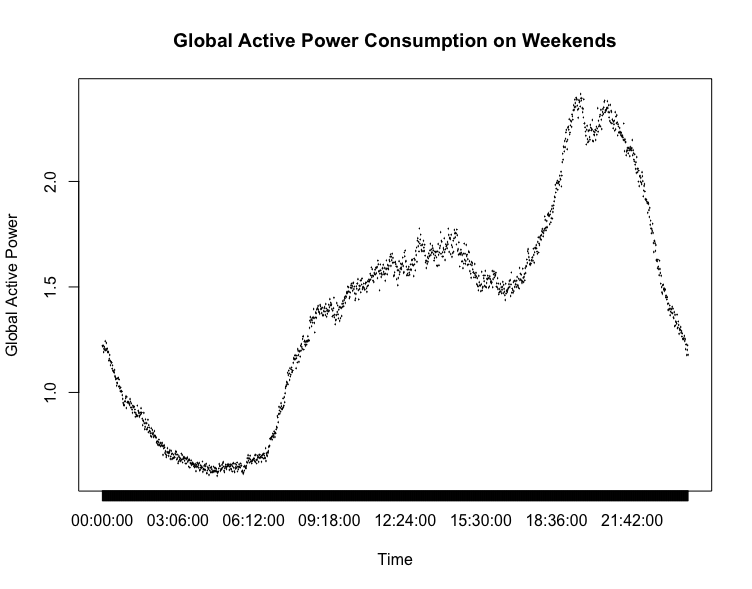 Global Active Power Consumption on Weekends
Global Active Power
2.0
1.5
1.0
00:00:00 03:06:00 06:12:00 09:18:00 12:24:00 15:30:00 18:36:00 21:42:00
Time